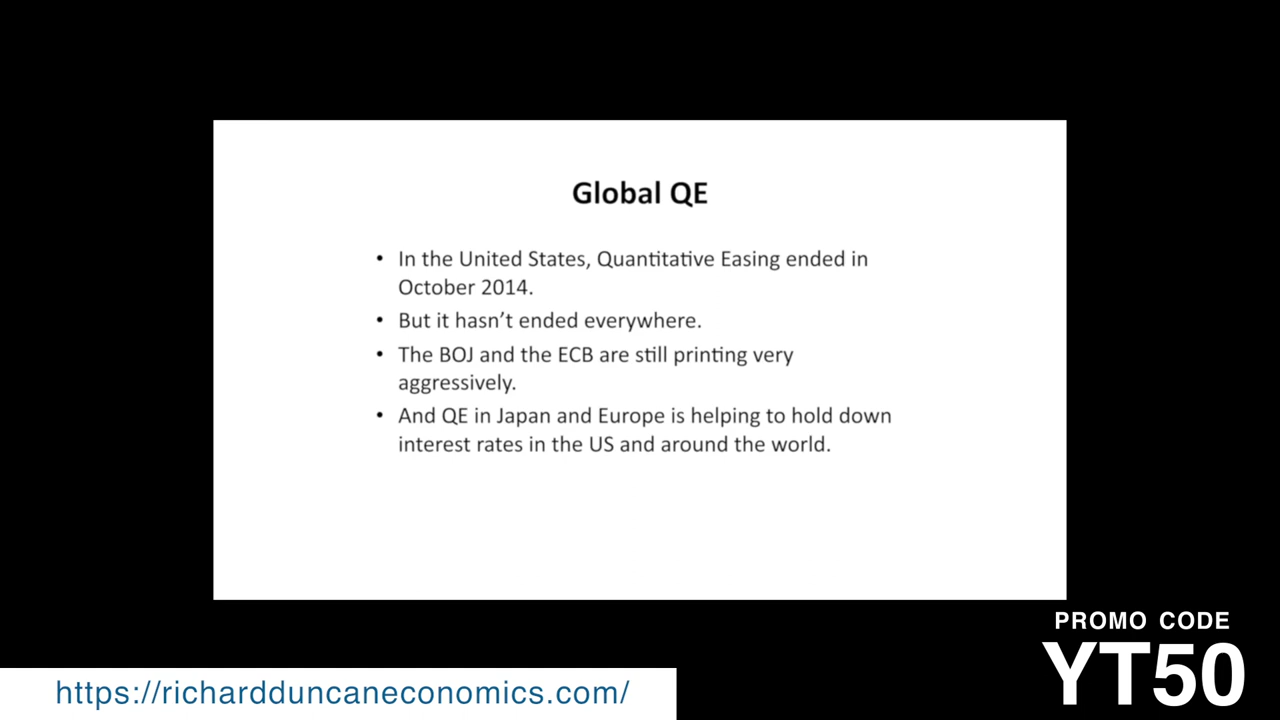 Global QE
• In the United States, Quantitative Easing ended in
October 2014.
• But it hasn’t ended everywhere.
• The BOJ and the ECB are still printing very
aggressively.
• And QE in Japan and Europe is helping to hold down
interest rates in the US and around the world.
PROMO CODE
YT50
https://richardduncaneconomics.com/